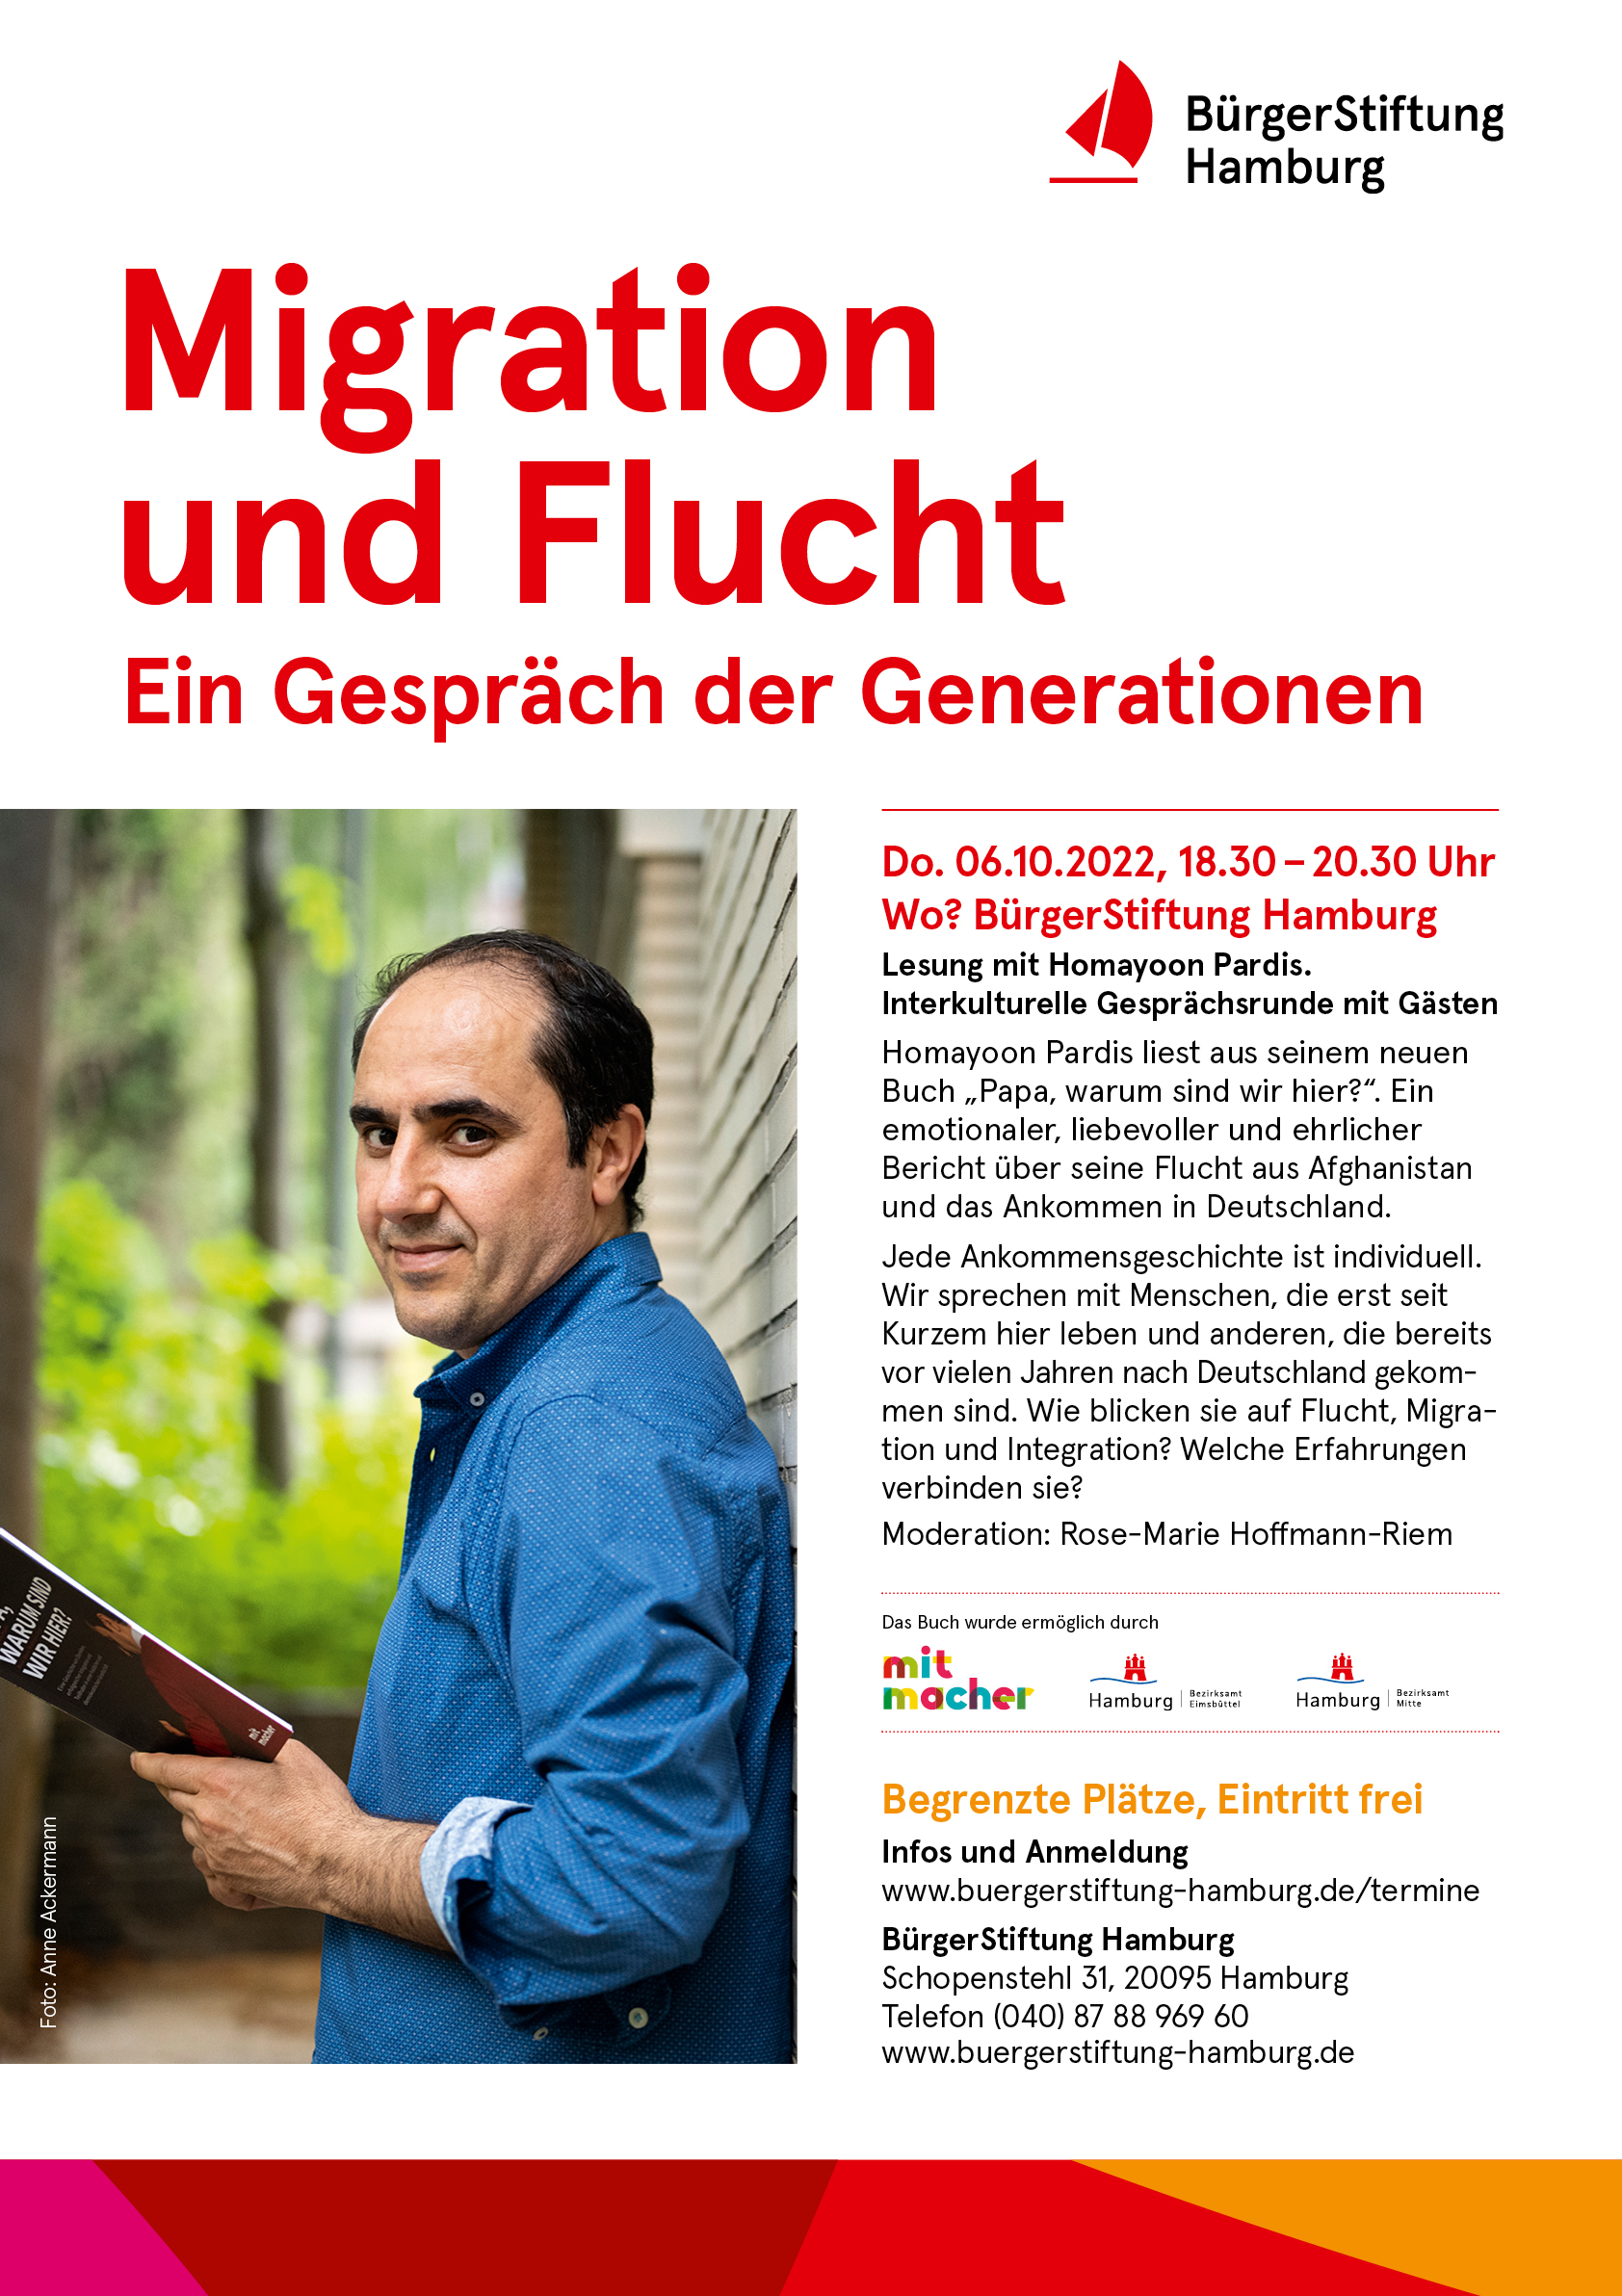 BürgerStiftung
Hamburg
Migration
und Flucht
Ein Gespräch der Generationen
Do. 06.10.2022, 18.30 – 20.30 Uhr
Wo? BürgerStiftung Hamburg
Lesung mit Homayoon Pardis.
Interkulturelle Gesprächsrunde mit Gästen
Homayoon Pardis liest aus seinem neuen
Buch „Papa, warum sind wir hier?“. Ein
emotionaler, liebevoller und ehrlicher
Bericht über seine Flucht aus Afghanistan
und das Ankommen in Deutschland.
Jede Ankommensgeschichte ist individuell.
Wir sprechen mit Menschen, die erst seit
Kurzem hier leben und anderen, die bereits
vor vielen Jahren nach Deutschland gekom-
men sind. Wie blicken sie auf Flucht, Migra-
tion und Integration? Welche Erfahrungen
verbinden sie?
Moderation: Rose-Marie Hoffmann-Riem
Das Buch wurde ermöglich durch
mit
macher
Hamburg | Bezirksamt
Eimsbüttel
Hamburg | Bezirksamt
Mitte
Begrenzte Plätze, Eintritt frei
Infos und Anmeldung
www.buergerstiftung-hamburg.de/termine
BürgerStiftung Hamburg
Schopenstehl 31, 20095 Hamburg
Telefon (040) 87 88 969 60
www.buergerstiftung-hamburg.de
WARUM SIND
WIR HIER?
mit
macher
Foto: Anne Ackermann